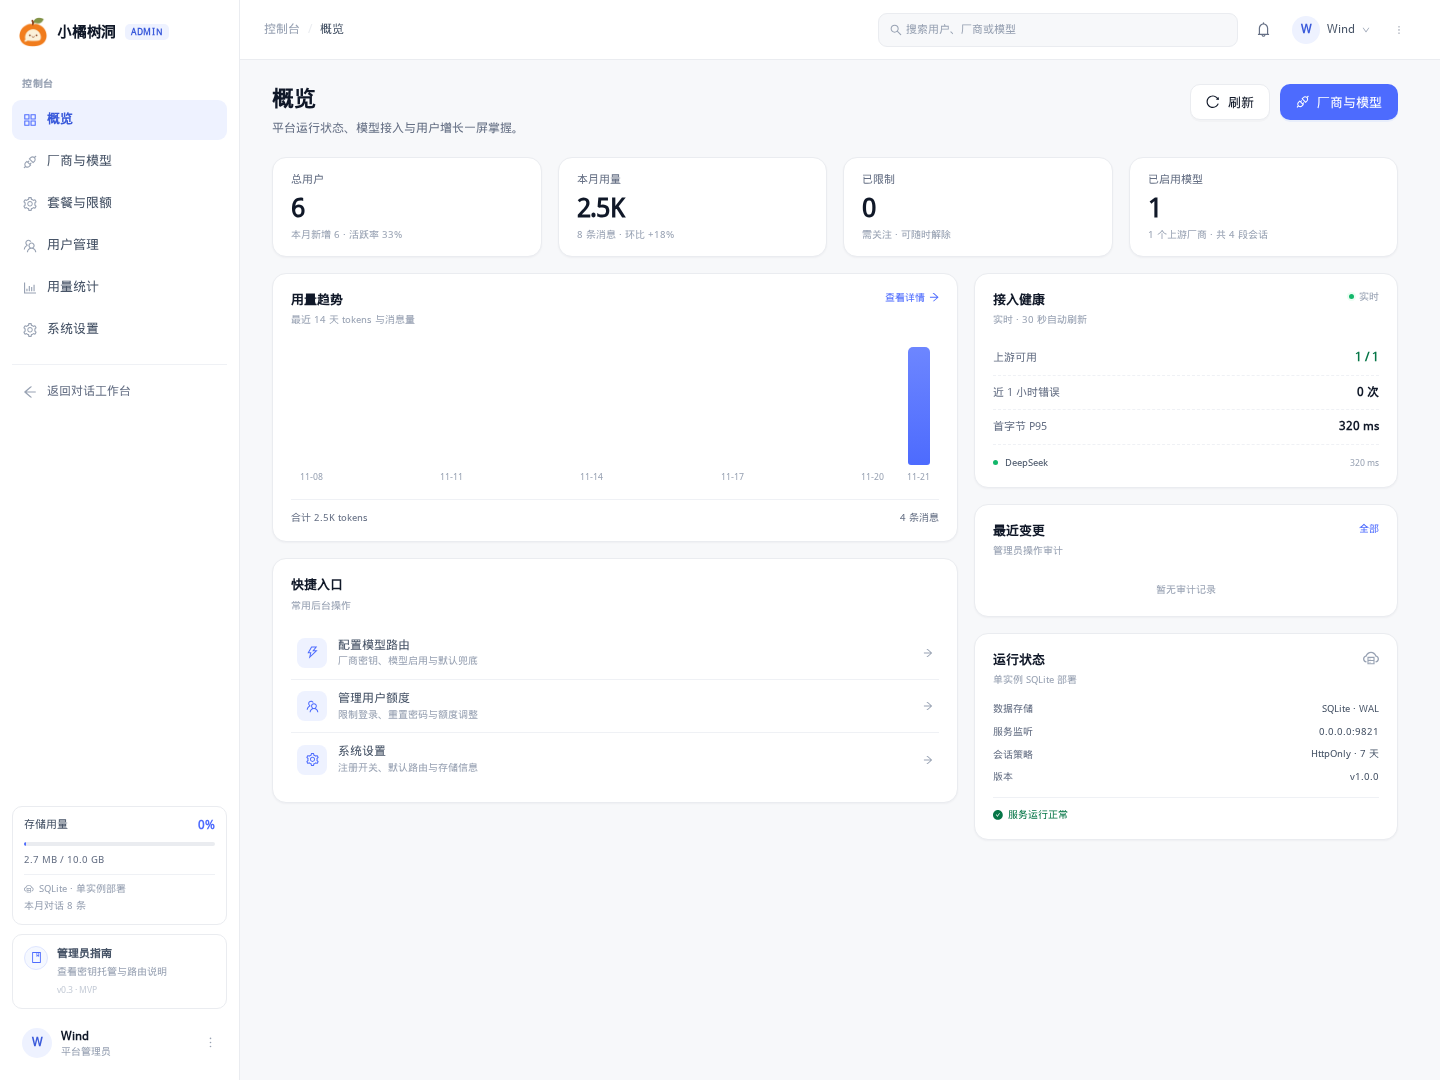 小橘树洞 ADMIN
控制台
概览
厂商与模型
套餐与限额
用户管理
用量统计
系统设置
返回对话工作台
存储用量 0%
2.7 MB / 10.0 GB
SQLite · 单实例部署
本月对话 8 条
管理员指南
查看密钥托管与路由说明
v0.3 · MVP
W Wind
平台管理员
控制台 / 概览
搜索用户、厂商或模型
W Wind
概览
平台运行状态、模型接入与用户增长一屏掌握。
刷新
厂商与模型
总用户
6
本月新增 6 · 活跃率 33%
本月用量
2.5K
8 条消息 · 环比 +18%
已限制
0
需关注 · 可随时解除
已启用模型
1
1 个上游厂商 · 共 4 段会话
用量趋势 查看详情
最近 14 天 tokens 与消息量
11-08 11-11 11-14 11-17 11-20 11-21
合计 2.5K tokens 4 条消息
快捷入口
常用后台操作
配置模型路由
厂商密钥、模型启用与默认兜底
管理用户额度
限制登录、重置密码与额度调整
系统设置
注册开关、默认路由与存储信息
接入健康 实时
实时 · 30 秒自动刷新
上游可用 1 / 1
近 1 小时错误 0 次
首字节 P95 320 ms
DeepSeek 320 ms
最近变更 全部
管理员操作审计
暂无审计记录
运行状态
单实例 SQLite 部署
数据存储 SQLite · WAL
服务监听 0.0.0.0:9821
会话策略 HttpOnly · 7 天
版本 v1.0.0
服务运行正常